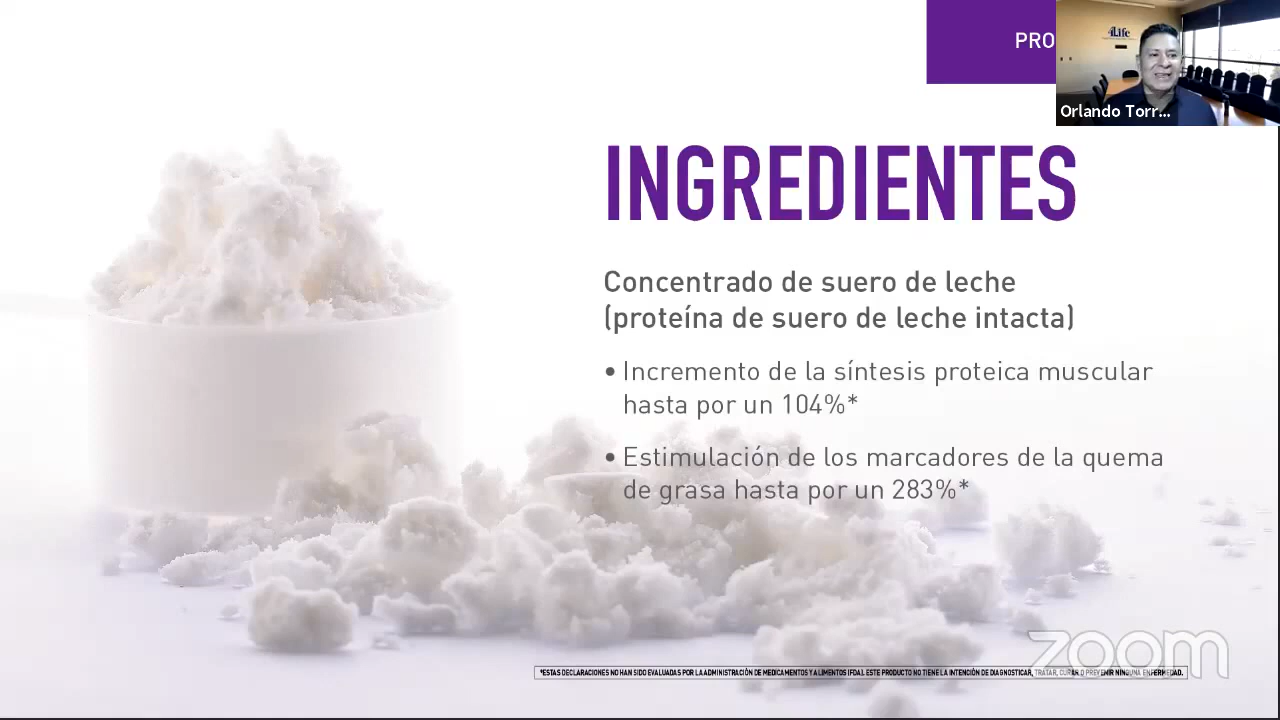 PRO
4Life
Orlando Torr...
INGREDIENTES
Concentrado de suero de leche
(proteína de suero de leche intacta)
• Incremento de la síntesis proteica muscular
hasta por un 104%*
• Estimulación de los marcadores de la quema
de grasa hasta por un 283%*
zoom
*ESTAS DECLARACIONES NO HAN SIDO EVALUADAS POR LA ADMINISTRACIÓN DE MEDICAMENTOS Y ALIMENTOS (FDA). ESTE PRODUCTO NO TIENE LA INTENCIÓN DE DIAGNOSTICAR, TRATAR, CURAR O PREVENIR NINGUNA ENFERMEDAD.